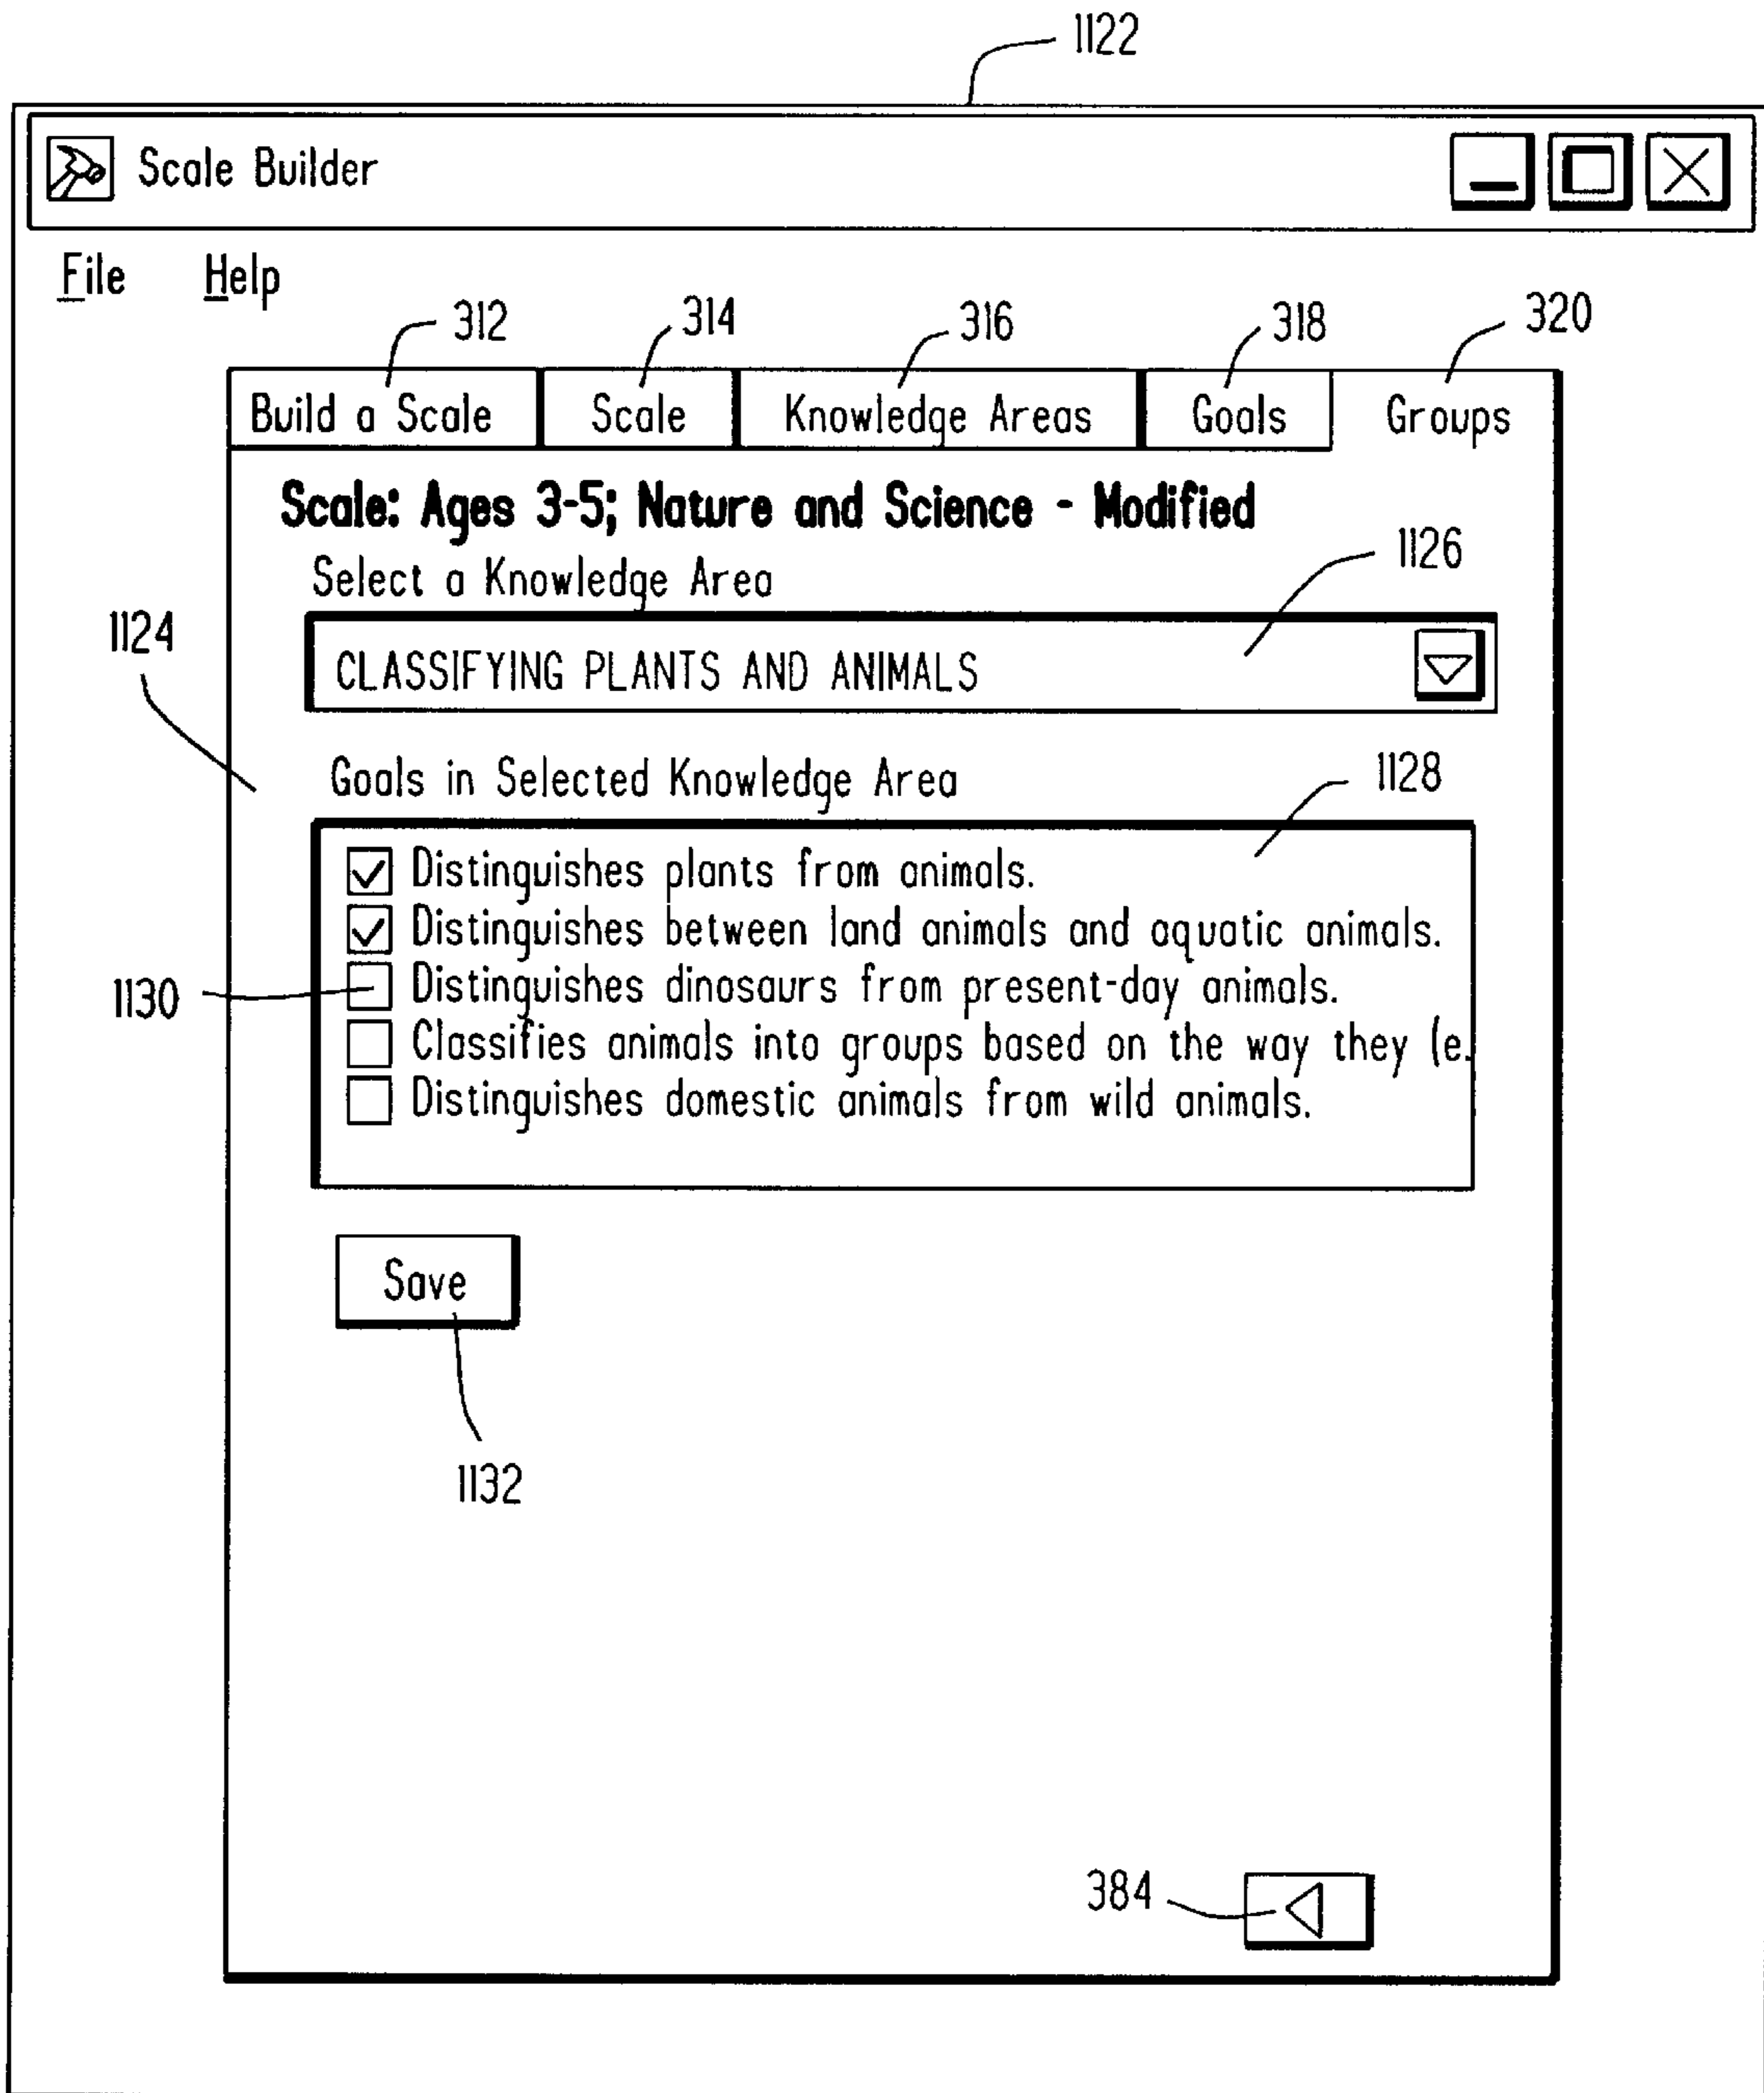 1122
Scale Builder
File Help
312 314 316 318 320
Build a Scale Scale Knowledge Areas Goals Groups
Scale: Ages 3-5; Nature and Science - Modified
1126
Select a Knowledge Area
1124
CLASSIFYING PLANTS AND ANIMALS
Goals in Selected Knowledge Area
1128
Distinguishes plants from animals.
Distinguishes between land animals and aquatic animals.
1130 Distinguishes dinosaurs from present-day animals.
Classifies animals into groups based on the way they (e.
Distinguishes domestic animals from wild animals.
Save
1132
384